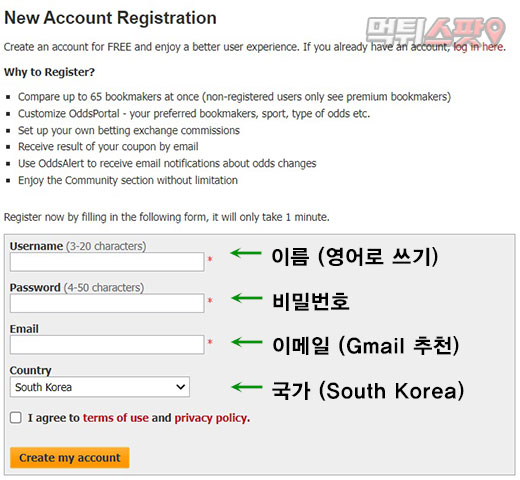 New Account Registration
먹튀스팟
Create an account for FREE and enjoy a better user experience. If you already have an account, log in here.
Why to Register?
Compare up to 65 bookmakers at once (non-registered users only see premium bookmakers)
Customize OddsPortal - your preferred bookmakers, sport, type of odds etc.
Set up your own betting exchange commissions
Receive result of your coupon by email
Use OddsAlert to receive email notifications about odds changes
Enjoy the Community section without limitation
Register now by filling in the following form, it will only take 1 minute.
Username (3-20 characters)
* 이름 (영어로 쓰기)
Password (4-50 characters)
* 비밀번호
Email
* 이메일 (Gmail 추천)
Country
South Korea 국가 (South Korea)
I agree to terms of use and privacy policy.
Create my account